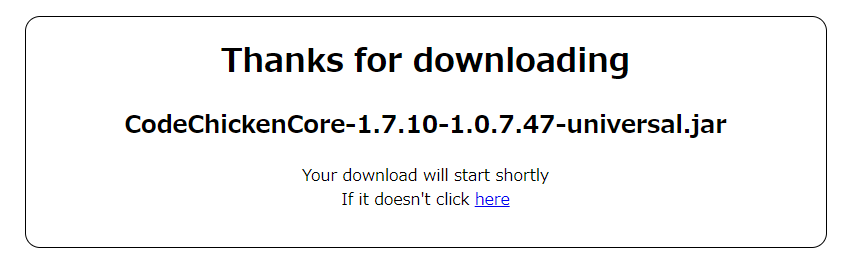 Thanks for downloading
CodeChickenCore-1.7.10-1.0.7.47-universal.jar
Your download will start shortly
If it doesn't click here